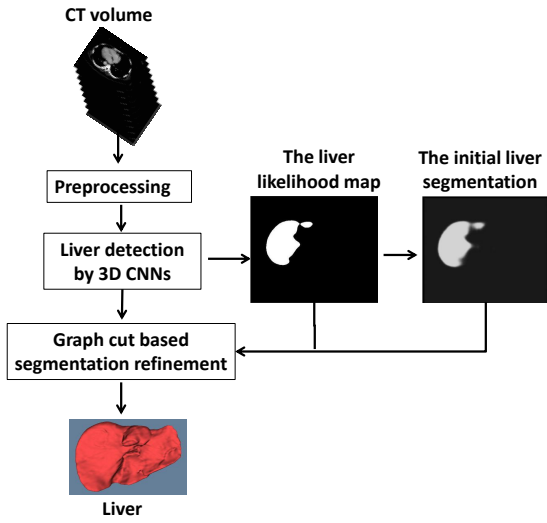 CT volume
Preprocessing
Liver detection
by 3D CNNs
The liver
likelihood map
The initial liver
segmentation
Graph cut based
segmentation refinement
Liver